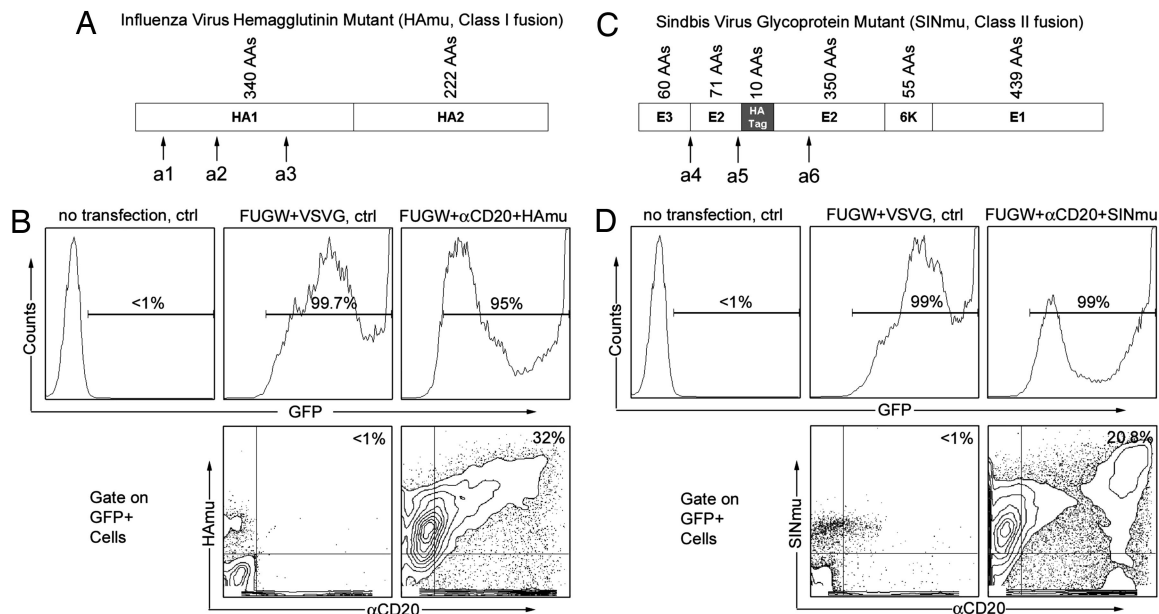 A
Influenza Virus Hemagglutinin Mutant (HAmu, Class I fusion)
340 AAs
222 AAs
HA1
HA2
a1
a2
a3
C
Sindbis Virus Glycoprotein Mutant (SINmu, Class II fusion)
60 AAs
71 AAs
10 AAs
350 AAs
55 AAs
439 AAs
E3
E2
HA
Tag
E2
6K
E1
a4
a5
a6
B
no transfection, ctrl
FUGW+VSVG, ctrl
FUGW+αCD20+HAmu
<1%
99.7%
95%
Counts
GFP
<1%
32%
Gate on
GFP+
Cells
HAmu
αCD20
D
no transfection, ctrl
FUGW+VSVG, ctrl
FUGW+αCD20+SINmu
<1%
99%
99%
Counts
GFP
<1%
20.8%
Gate on
GFP+
Cells
SINmu
αCD20